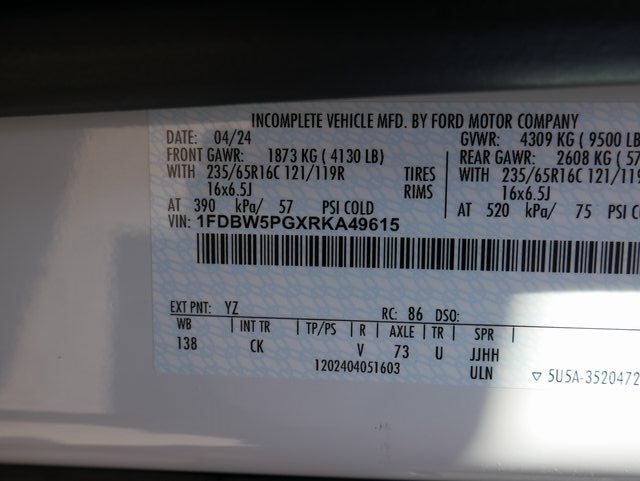 INCOMPLETE VEHICLE MFD. BY FORD MOTOR COMPANY
DATE: 04/24 GVWR: 4309 KG ( 9500 LB
FRONT GAWR: 1873 KG ( 4130 LB) REAR GAWR: 2608 KG ( 57
WITH 235/65R16C 121/119R TIRES WITH 235/65R16C 121/119
16x6.5J RIMS 16x6.5J
AT 390 kPa/ 57 PSI COLD AT 520 kPa/ 75 PSI C
VIN: 1FDBW5PGXRKA49615
EXT PNT: YZ RC: 86 DSO:
WB INT TR TP/PS R AXLE TR SPR
138 CK V 73 U JJHH
1202404051603 ULN
▽ 5U5A-3520472